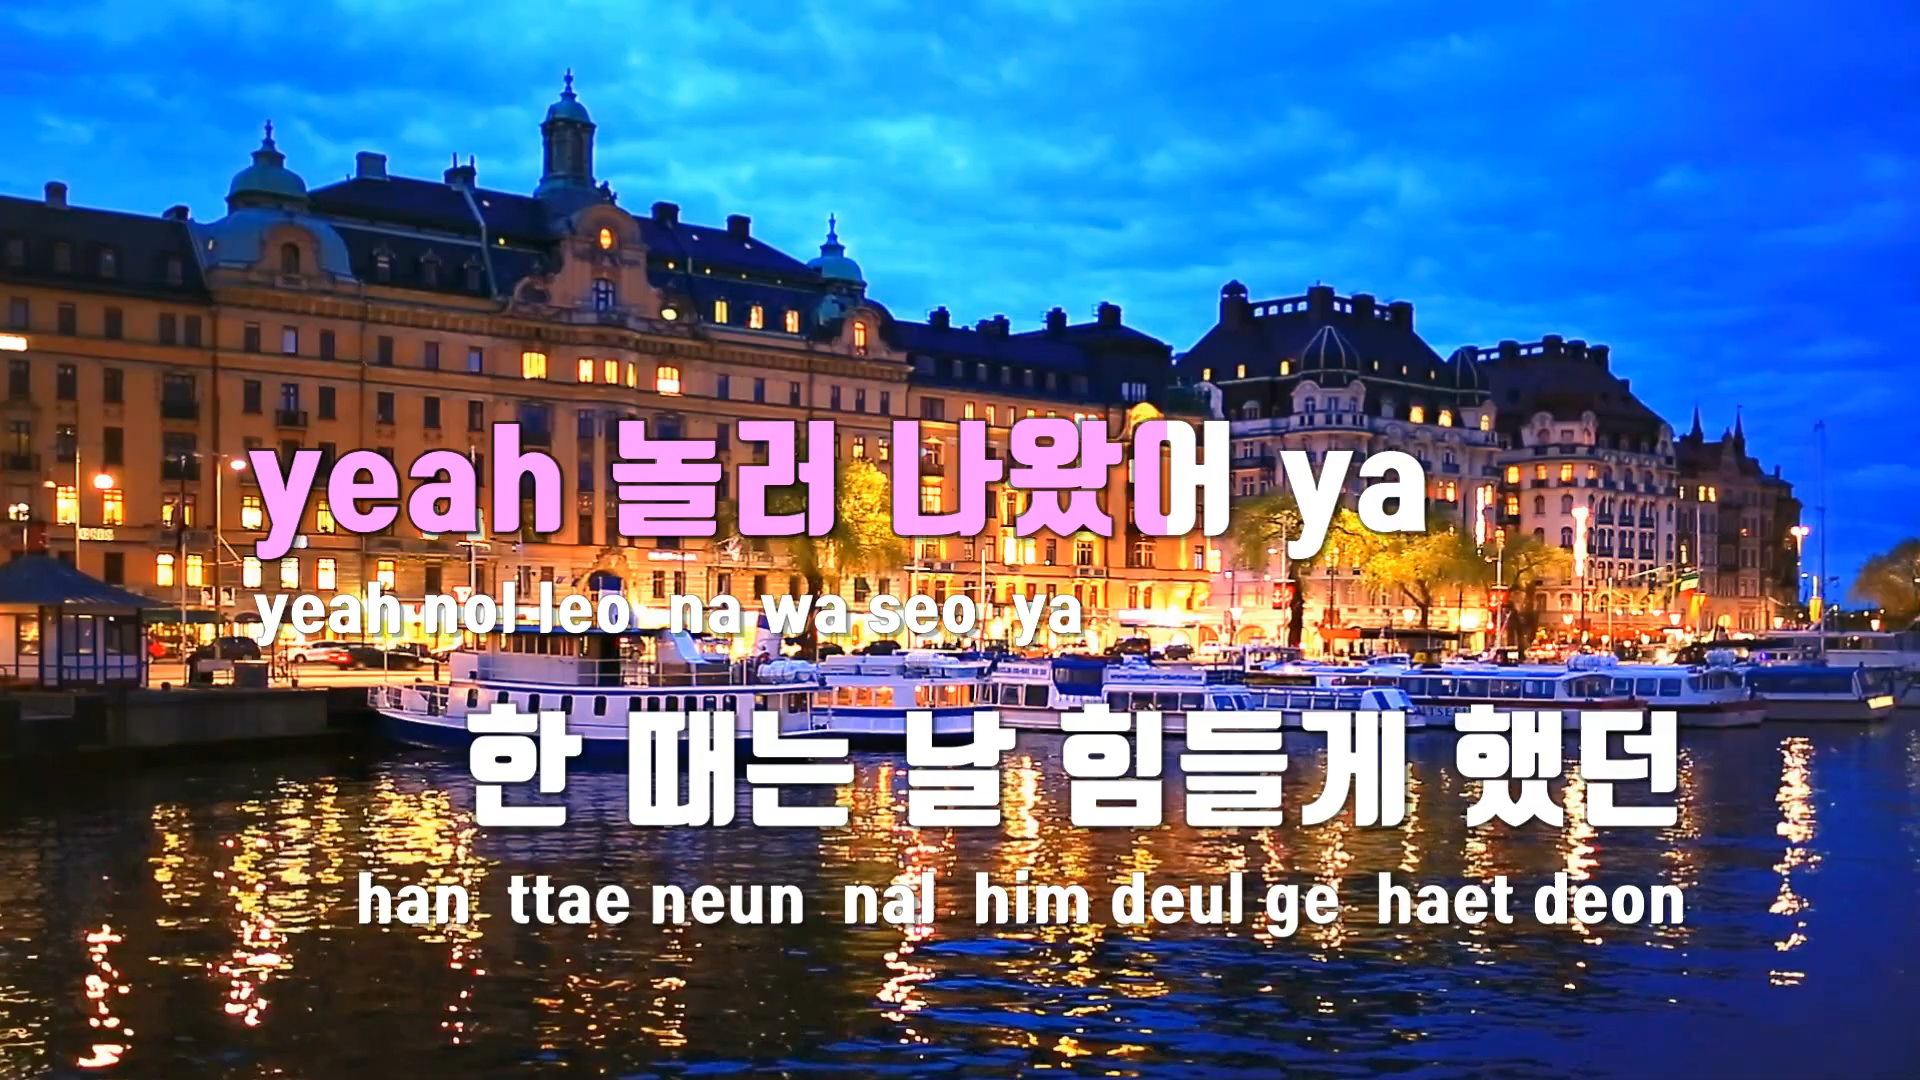 yeah 놀러 나왔어 ya
yeah nol leo na wa seo ya
한 때는 날 힘들게 했던
han ttae neun nal him deul ge haet deon